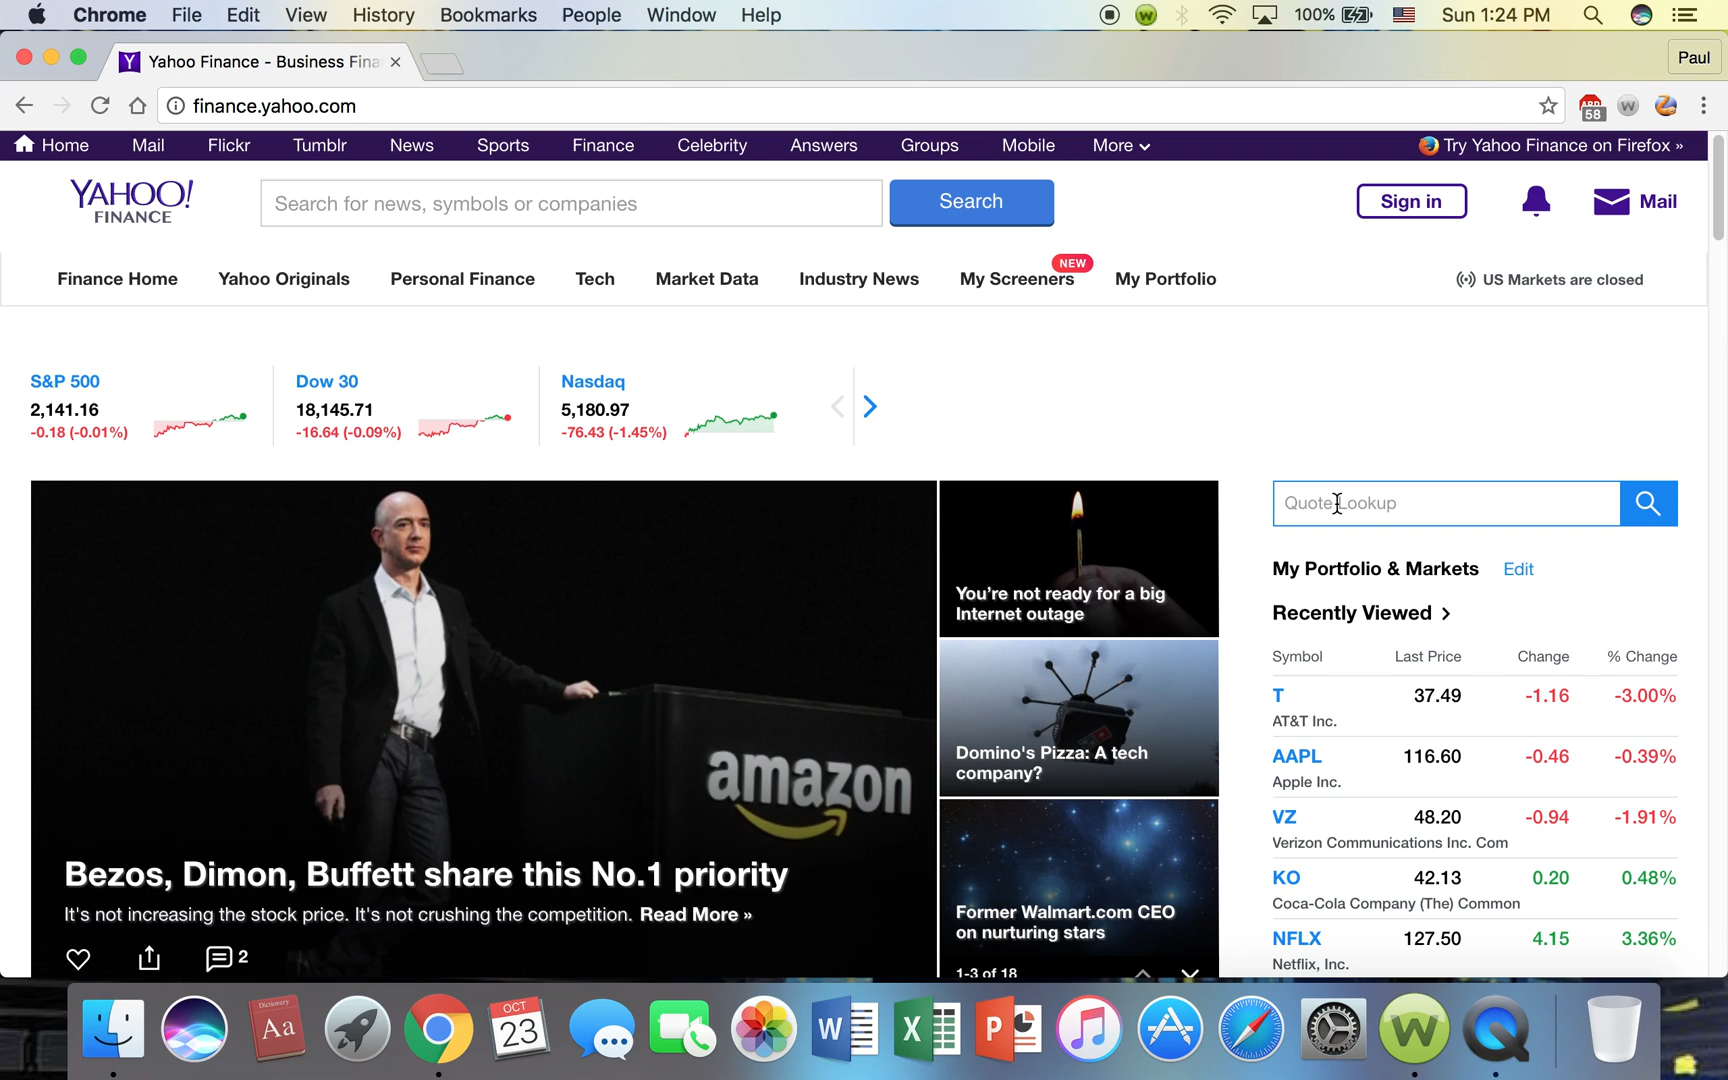 Chrome File Edit View History Bookmarks People Window Help 100% Sun 1:24 PM
Yahoo Finance - Business Fina Paul
finance.yahoo.com
ABP 58
Home Mail Flickr Tumblr News Sports Finance Celebrity Answers Groups Mobile More Try Yahoo Finance on Firefox »
YAHOO!
FINANCE
Search for news, symbols or companies
Search
Sign in
Mail
Finance Home Yahoo Originals Personal Finance Tech Market Data Industry News My Screeners NEW My Portfolio US Markets are closed
S&P 500
2,141.16
-0.18 (-0.01%)
Dow 30
18,145.71
-16.64 (-0.09%)
Nasdaq
5,180.97
-76.43 (-1.45%)
amazon
Bezos, Dimon, Buffett share this No.1 priority
It's not increasing the stock price. It's not crushing the competition. Read More »
2
You're not ready for a big
Internet outage
Domino's Pizza: A tech
company?
Former Walmart.com CEO
on nurturing stars
1-3 of 18
Quote Lookup
My Portfolio & Markets Edit
Recently Viewed
Symbol Last Price Change % Change
T 37.49 -1.16 -3.00%
AT&T Inc.
AAPL 116.60 -0.46 -0.39%
Apple Inc.
VZ 48.20 -0.94 -1.91%
Verizon Communications Inc. Com
KO 42.13 0.20 0.48%
Coca-Cola Company (The) Common
NFLX 127.50 4.15 3.36%
Netflix, Inc.
Dictionary
Aa
OCT
23
W
X
P
W